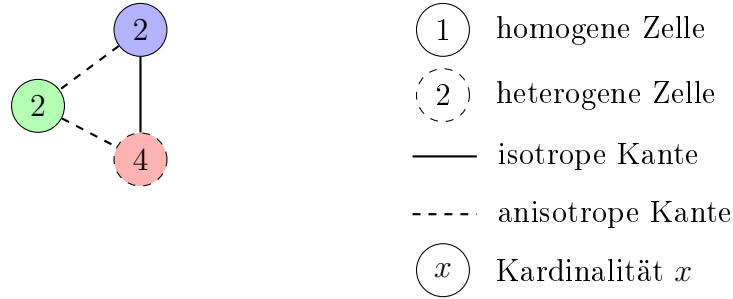 2
2
4
1 homogene Zelle
2 heterogene Zelle
isotrope Kante
anisotrope Kante
x Kardinalität x